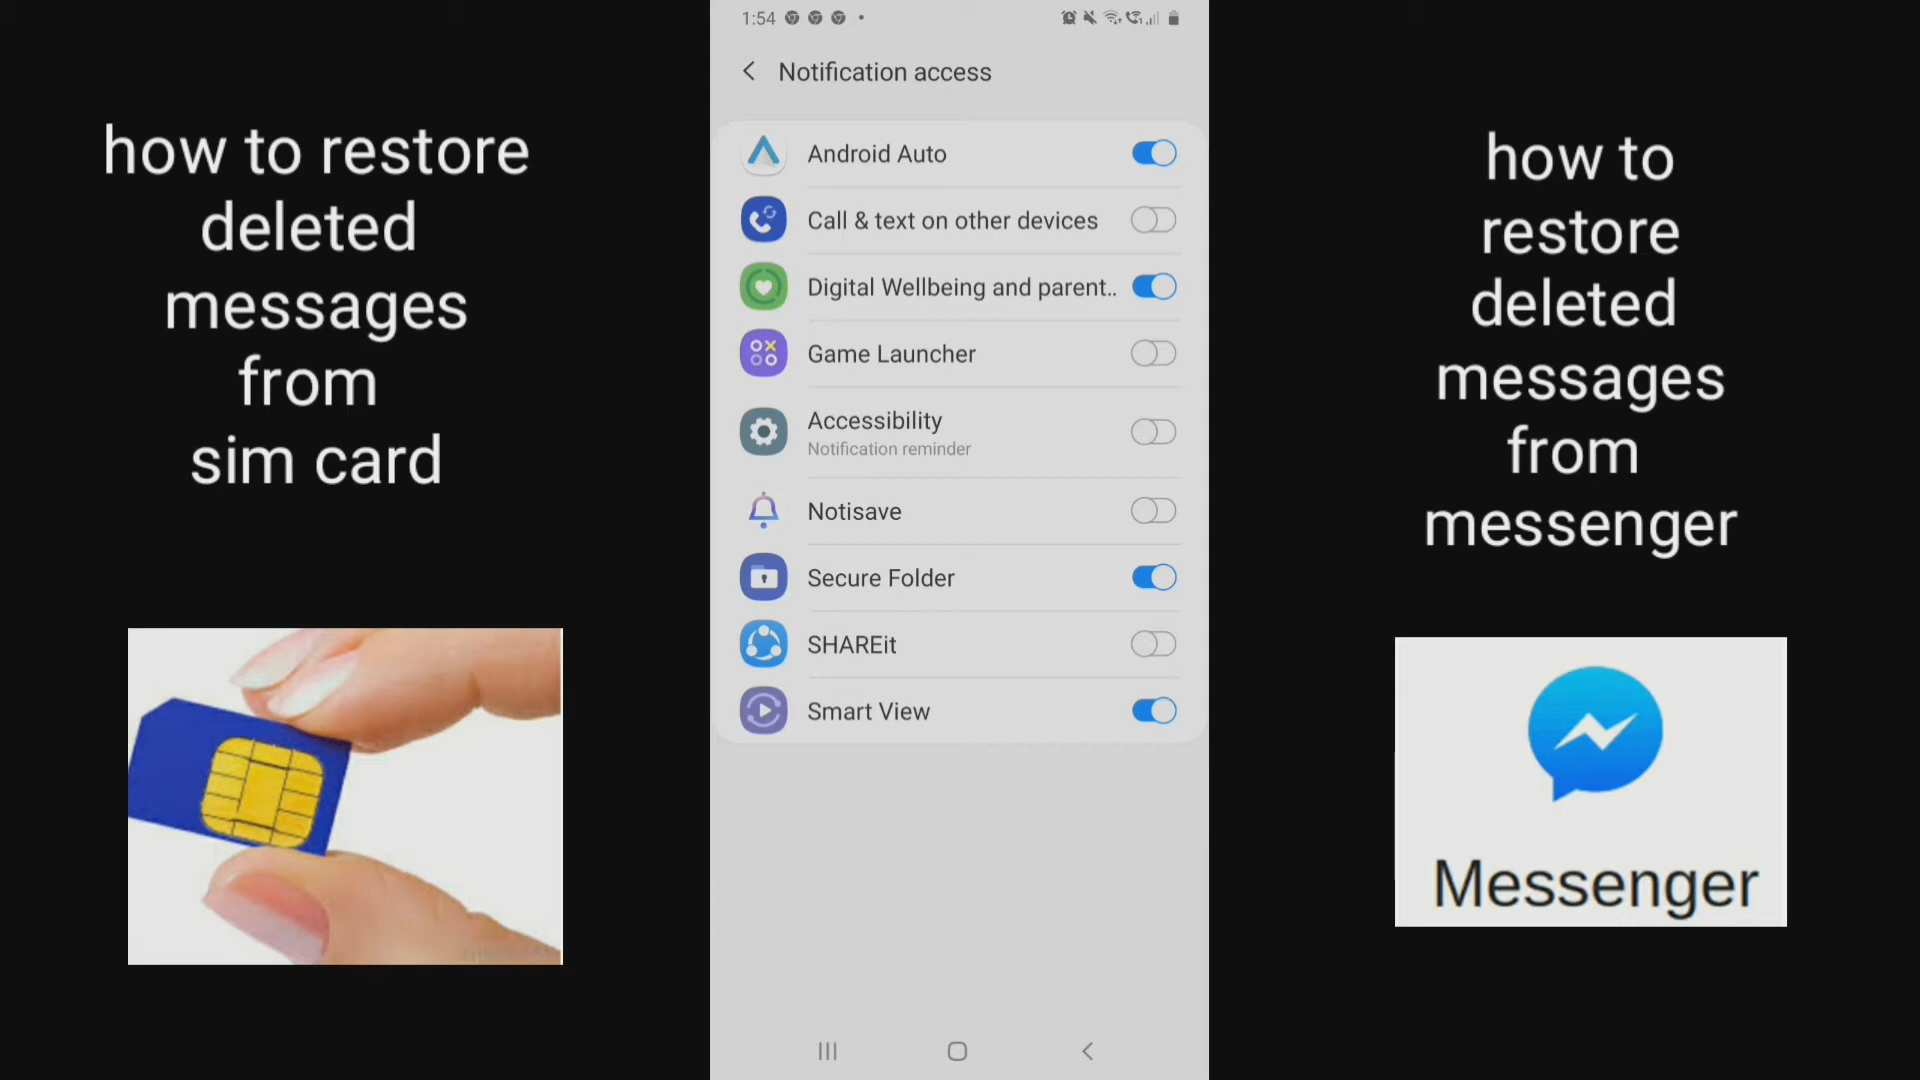 how to restore
deleted
messages
from
sim card
1:54
Notification access
Android Auto
Call & text on other devices
Digital Wellbeing and parent..
Game Launcher
Accessibility
Notification reminder
Notisave
Secure Folder
SHAREit
Smart View
how to
restore
deleted
messages
from
messenger
Messenger